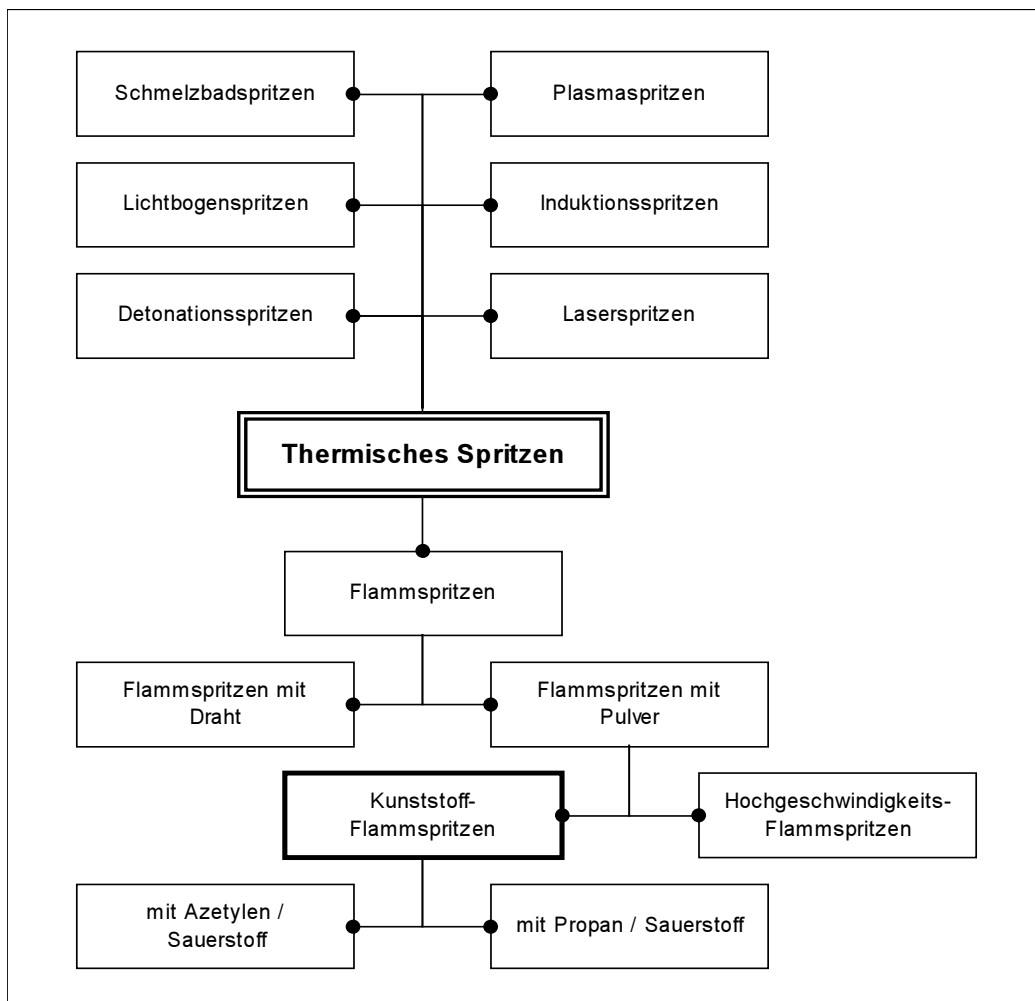 Schmelzbadspritzen
Plasmaspritzen
Lichtbogenspritzen
Induktionsspritzen
Detonationsspritzen
Laserspritzen
Thermisches Spritzen
Flammspritzen
Flammspritzen mit
Draht
Flammspritzen mit
Pulver
Kunststoff-
Flammspritzen
Hochgeschwindigkeits-
Flammspritzen
mit Azetylen /
Sauerstoff
mit Propan / Sauerstoff